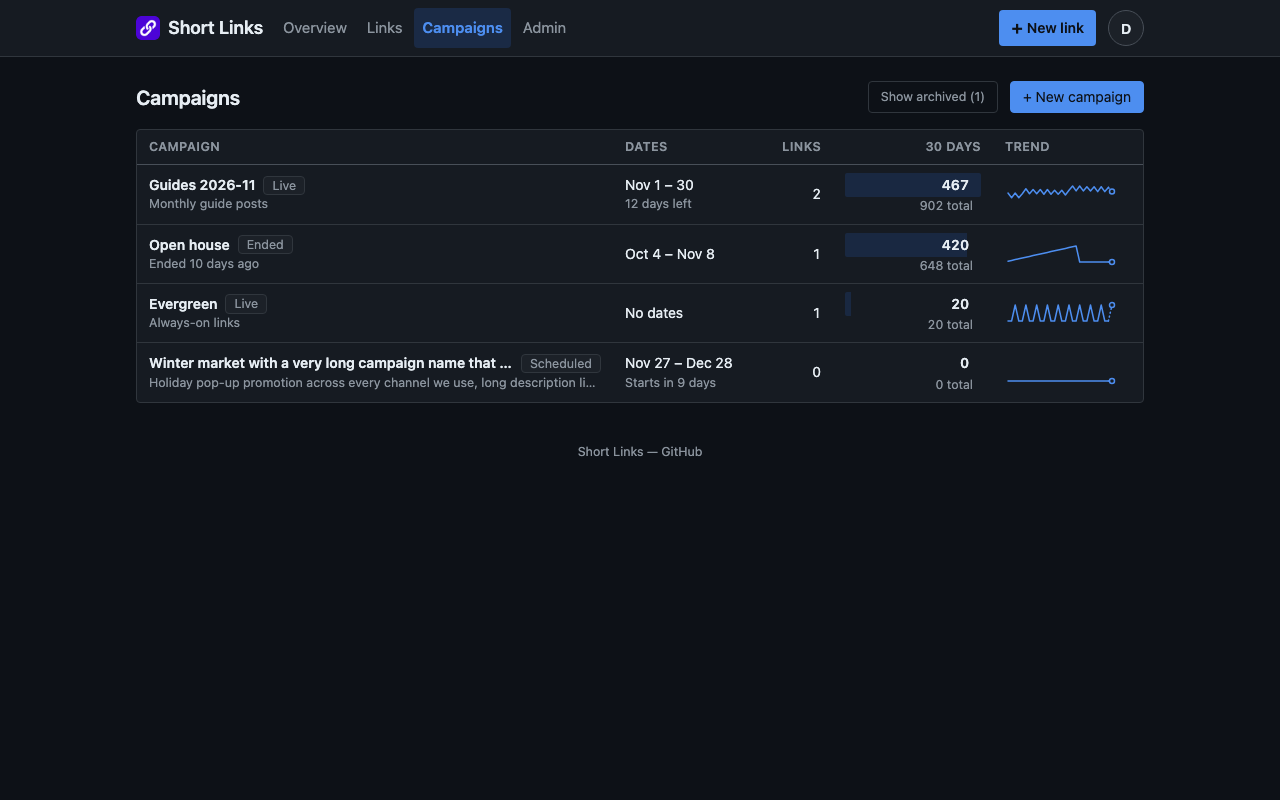 Short Links Overview Links Campaigns Admin + New link D
Campaigns Show archived (1) + New campaign
CAMPAIGN DATES LINKS 30 DAYS TREND
Guides 2026-11 Live Nov 1 – 30 2 467
Monthly guide posts 12 days left 902 total
Open house Ended Oct 4 – Nov 8 1 420
Ended 10 days ago 648 total
Evergreen Live No dates 1 20
Always-on links 20 total
Winter market with a very long campaign name that ... Scheduled Nov 27 – Dec 28 0 0
Holiday pop-up promotion across every channel we use, long description li... Starts in 9 days 0 total
Short Links — GitHub